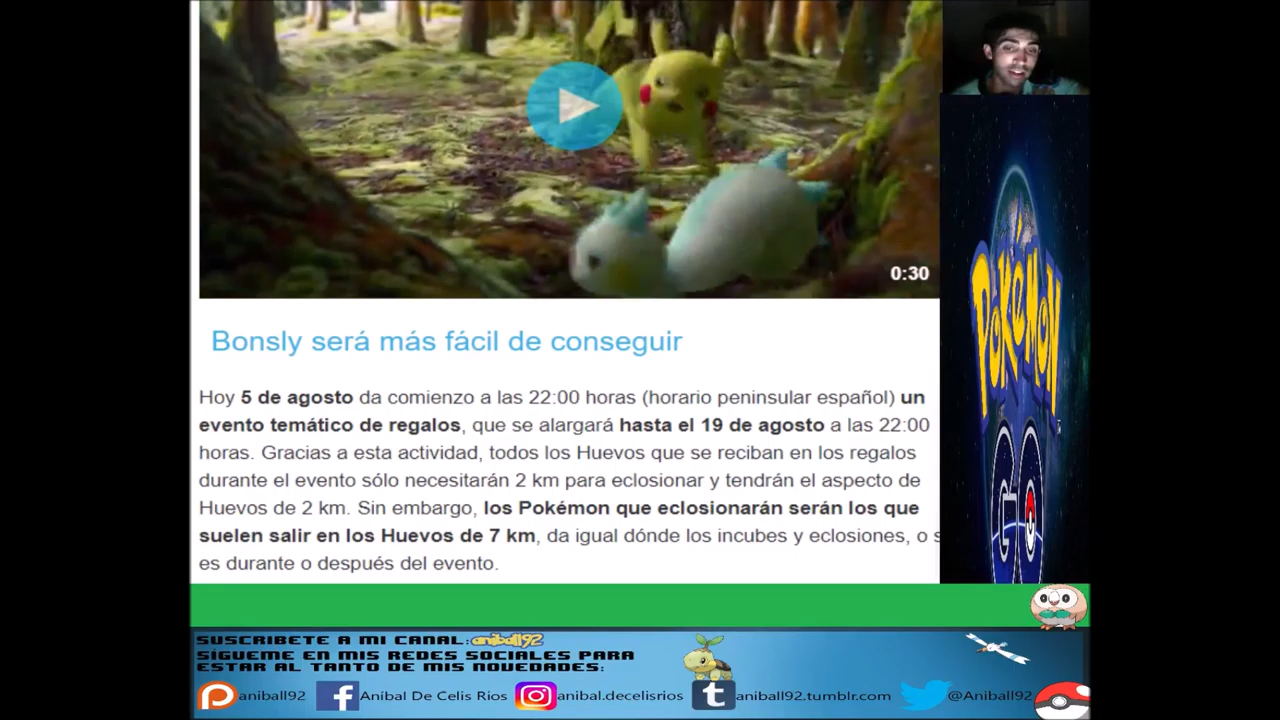 0:30
Bonsly será más fácil de conseguir
Hoy 5 de agosto da comienzo a las 22:00 horas (horario peninsular español) un
evento temático de regalos, que se alargará hasta el 19 de agosto a las 22:00
horas. Gracias a esta actividad, todos los Huevos que se reciban en los regalos
durante el evento sólo necesitarán 2 km para eclosionar y tendrán el aspecto de
Huevos de 2 km. Sin embargo, los Pokémon que eclosionarán serán los que
suelen salir en los Huevos de 7 km, da igual dónde los incubes y eclosiones, o s
es durante o después del evento.
POKéMON
GO
SUSCRIBETE A MI CANAL: aniball92
SÍGUEME EN MIS REDES SOCIALES PARA
ESTAR AL TANTO DE MIS NOVEDADES:
aniball92
Aníbal De Celis Ríos
anibal.decelisrios
aniball92.tumblr.com
@Aniball92